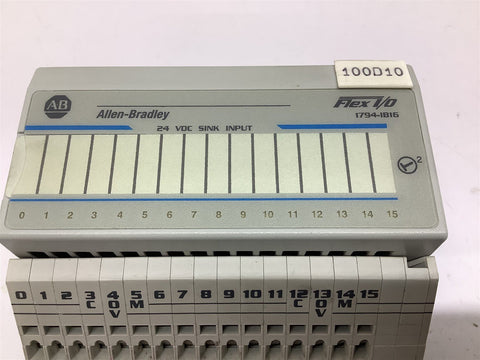 100D10
AB
Allen-Bradley
Flex I/O
1794-IB16
24 VDC SINK INPUT
2
0 1 2 3 4 5 6 7 8 9 10 11 12 13 14 15
0 1 2 3 4 5 6 7 8 9 10 11 12 13 14 15
C O M C O M
V V